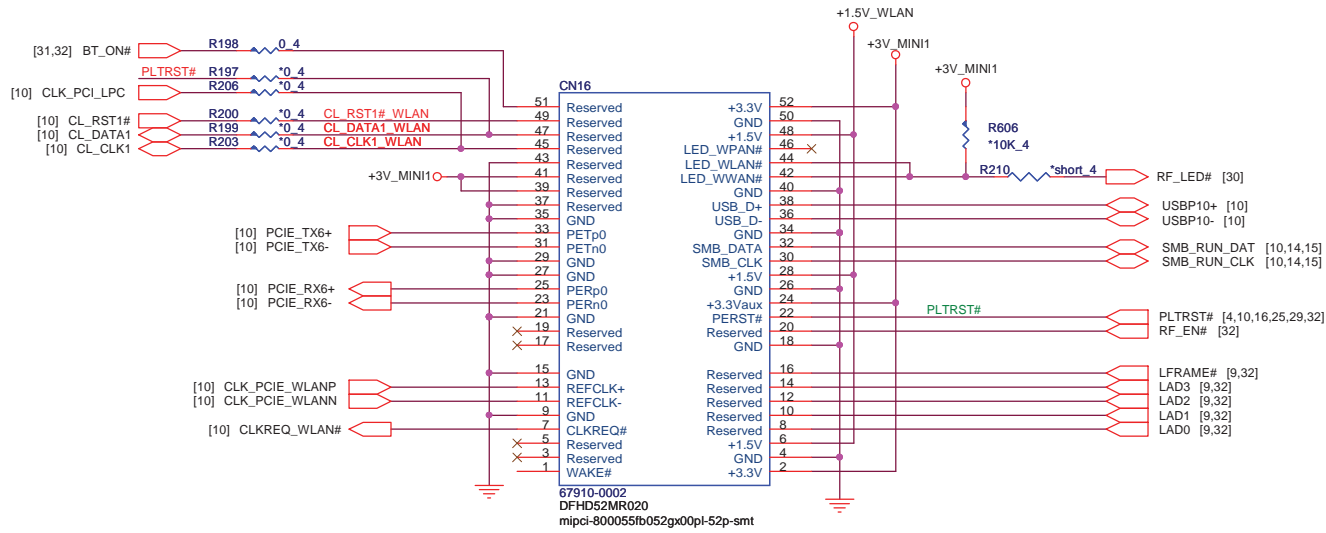 +1.5V_WLAN
+3V_MINI1
+3V_MINI1
[31,32] BT_ON# R198 0_4
PLTRST# R197 *0_4
[10] CLK_PCI_LPC R206 *0_4
[10] CL_RST1# R200 *0_4 CL_RST1#_WLAN
[10] CL_DATA1 R199 *0_4 CL_DATA1_WLAN
[10] CL_CLK1 R203 *0_4 CL_CLK1_WLAN
+3V_MINI1
R606
*10K_4
R210 *short_4 RF_LED# [30]
CN16
51 Reserved +3.3V 52
49 Reserved GND 50
47 Reserved +1.5V 48
45 Reserved LED_WPAN# 46
43 Reserved LED_WLAN# 44
41 Reserved LED_WWAN# 42
39 Reserved GND 40
37 Reserved USB_D+ 38 USBP10+ [10]
35 GND USB_D- 36 USBP10- [10]
[10] PCIE_TX6+ 33 PETp0 GND 34
[10] PCIE_TX6- 31 PETn0 SMB_DATA 32 SMB_RUN_DAT [10,14,15]
29 GND SMB_CLK 30 SMB_RUN_CLK [10,14,15]
27 GND +1.5V 28
[10] PCIE_RX6+ 25 PERp0 GND 26
[10] PCIE_RX6- 23 PERn0 +3.3Vaux 24
21 GND PERST# 22 PLTRST# PLTRST# [4,10,16,25,29,32]
19 Reserved Reserved 20 RF_EN# [32]
17 Reserved GND 18
15 GND Reserved 16 LFRAME# [9,32]
[10] CLK_PCIE_WLANP 13 REFCLK+ Reserved 14 LAD3 [9,32]
[10] CLK_PCIE_WLANN 11 REFCLK- Reserved 12 LAD2 [9,32]
9 GND Reserved 10 LAD1 [9,32]
[10] CLKREQ_WLAN# 7 CLKREQ# Reserved 8 LAD0 [9,32]
5 Reserved +1.5V 6
3 Reserved GND 4
1 WAKE# +3.3V 2
67910-0002
DFHD52MR020
mipci-800055fb052gx00pl-52p-smt